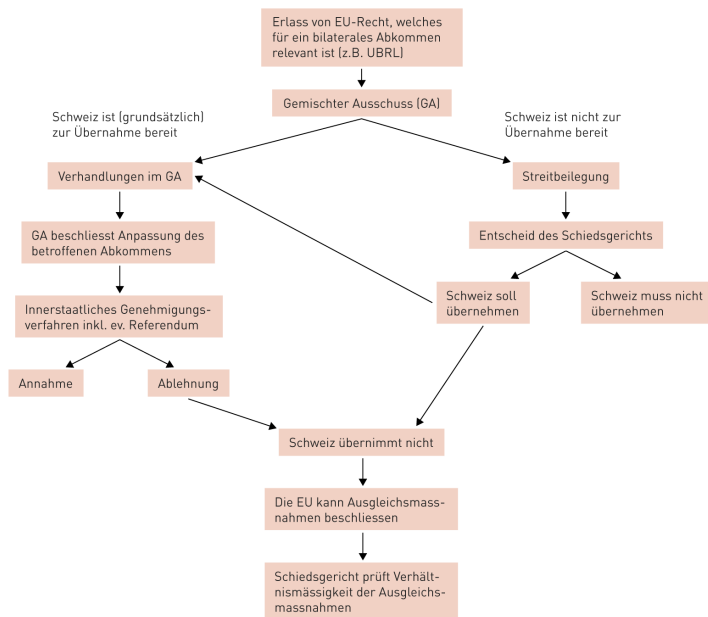 Erlass von EU-Recht, welches
für ein bilaterales Abkommen
relevant ist (z.B. UBRL)
Gemischter Ausschuss (GA)
Schweiz ist (grundsätzlich)
zur Übernahme bereit
Schweiz ist nicht zur
Übernahme bereit
Verhandlungen im GA
Streitbeilegung
GA beschliesst Anpassung des
betroffenen Abkommens
Entscheid des Schiedsgerichts
Innerstaatliches Genehmigungs-
verfahren inkl. ev. Referendum
Schweiz soll
übernehmen
Schweiz muss nicht
übernehmen
Annahme
Ablehnung
Schweiz übernimmt nicht
Die EU kann Ausgleichsmass-
nahmen beschliessen
Schiedsgericht prüft Verhält-
nismässigkeit der Ausgleichs-
massnahmen